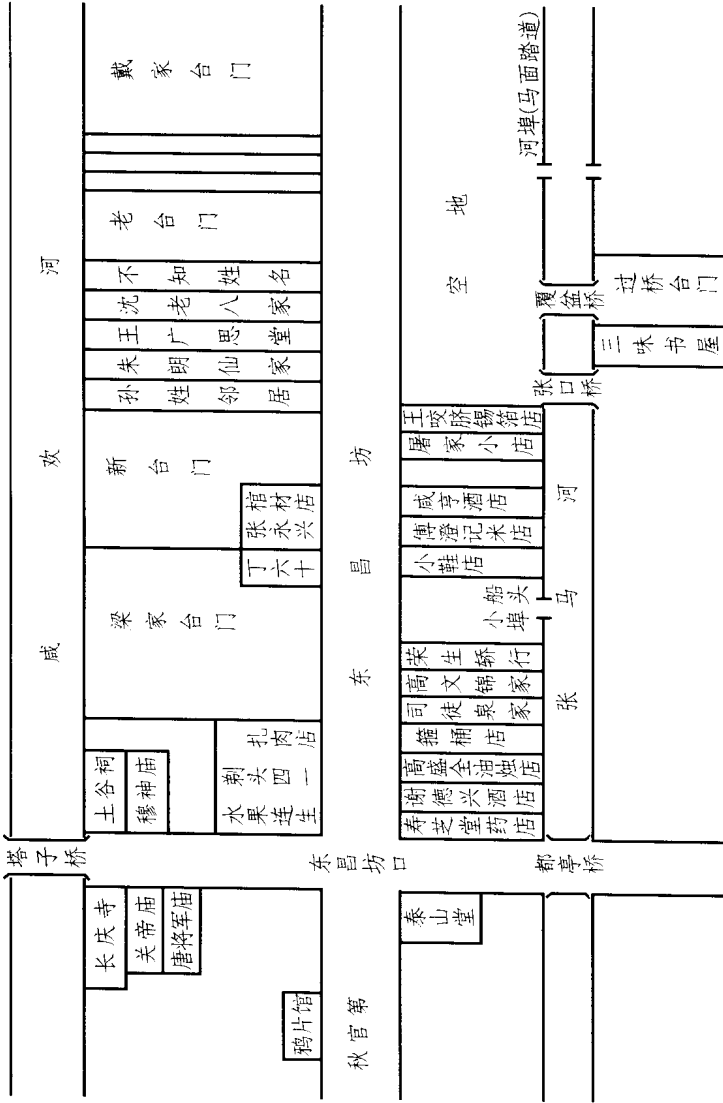 戴家台门
老台门
不知姓名
沈老八家
王广思堂
朱朗仙家
孙姓邻居
新台门
棺材店
张永兴
丁六十
梁家台门
扎肉店
剃头四一
水果连生
土谷祠
穆神庙
咸欢河
塔子桥
长庆寺
关帝庙
唐将军庙
鸦片馆
秋官第
东昌坊口
东昌坊
泰山堂
都亭桥
空地
王咬脐锡箔店
屠家小店
咸亨酒店
傅澄记米店
小鞋店
小船
埠头
荣生轿行
高文锦家
司徒泉家
箍桶店
高盛全油烛店
谢德兴酒店
寿芝堂药店
张马河
河埠(马面踏道)
覆盆桥
过桥台门
三味书屋
张口桥